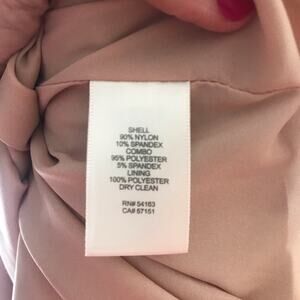 SHELL
90% NYLON
10% SPANDEX
COMBO
95% POLYESTER
5% SPANDEX
LINING
100% POLYESTER
DRY CLEAN
RN# 54163
CA# 57151